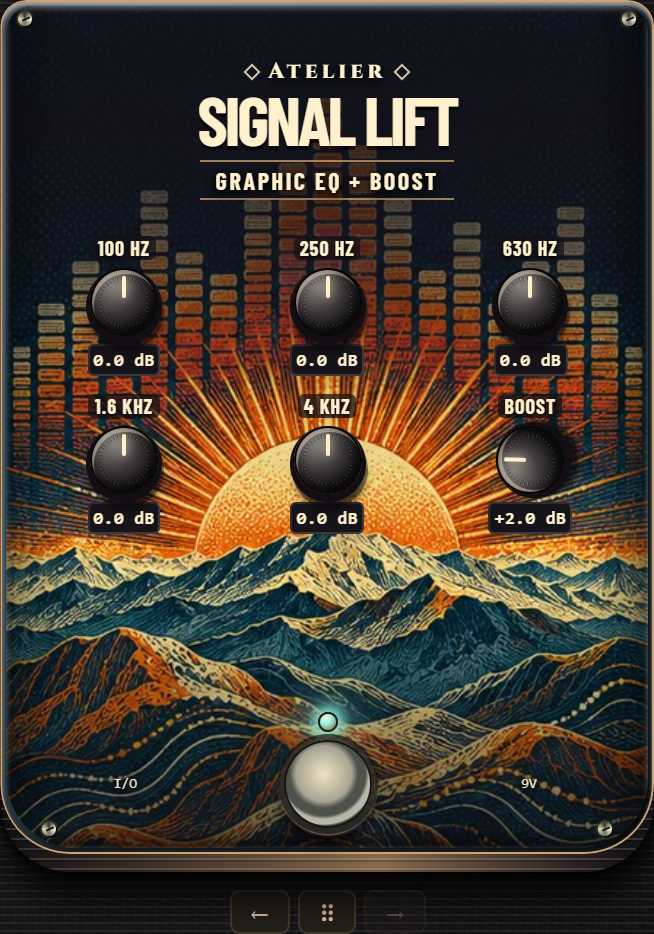 ◇ ATELIER ◇
SIGNAL LIFT
GRAPHIC EQ + BOOST
100 HZ 250 HZ 630 HZ
0.0 dB 0.0 dB 0.0 dB
1.6 KHZ 4 KHZ BOOST
0.0 dB 0.0 dB +2.0 dB
I/O 9V
← ⠿ →